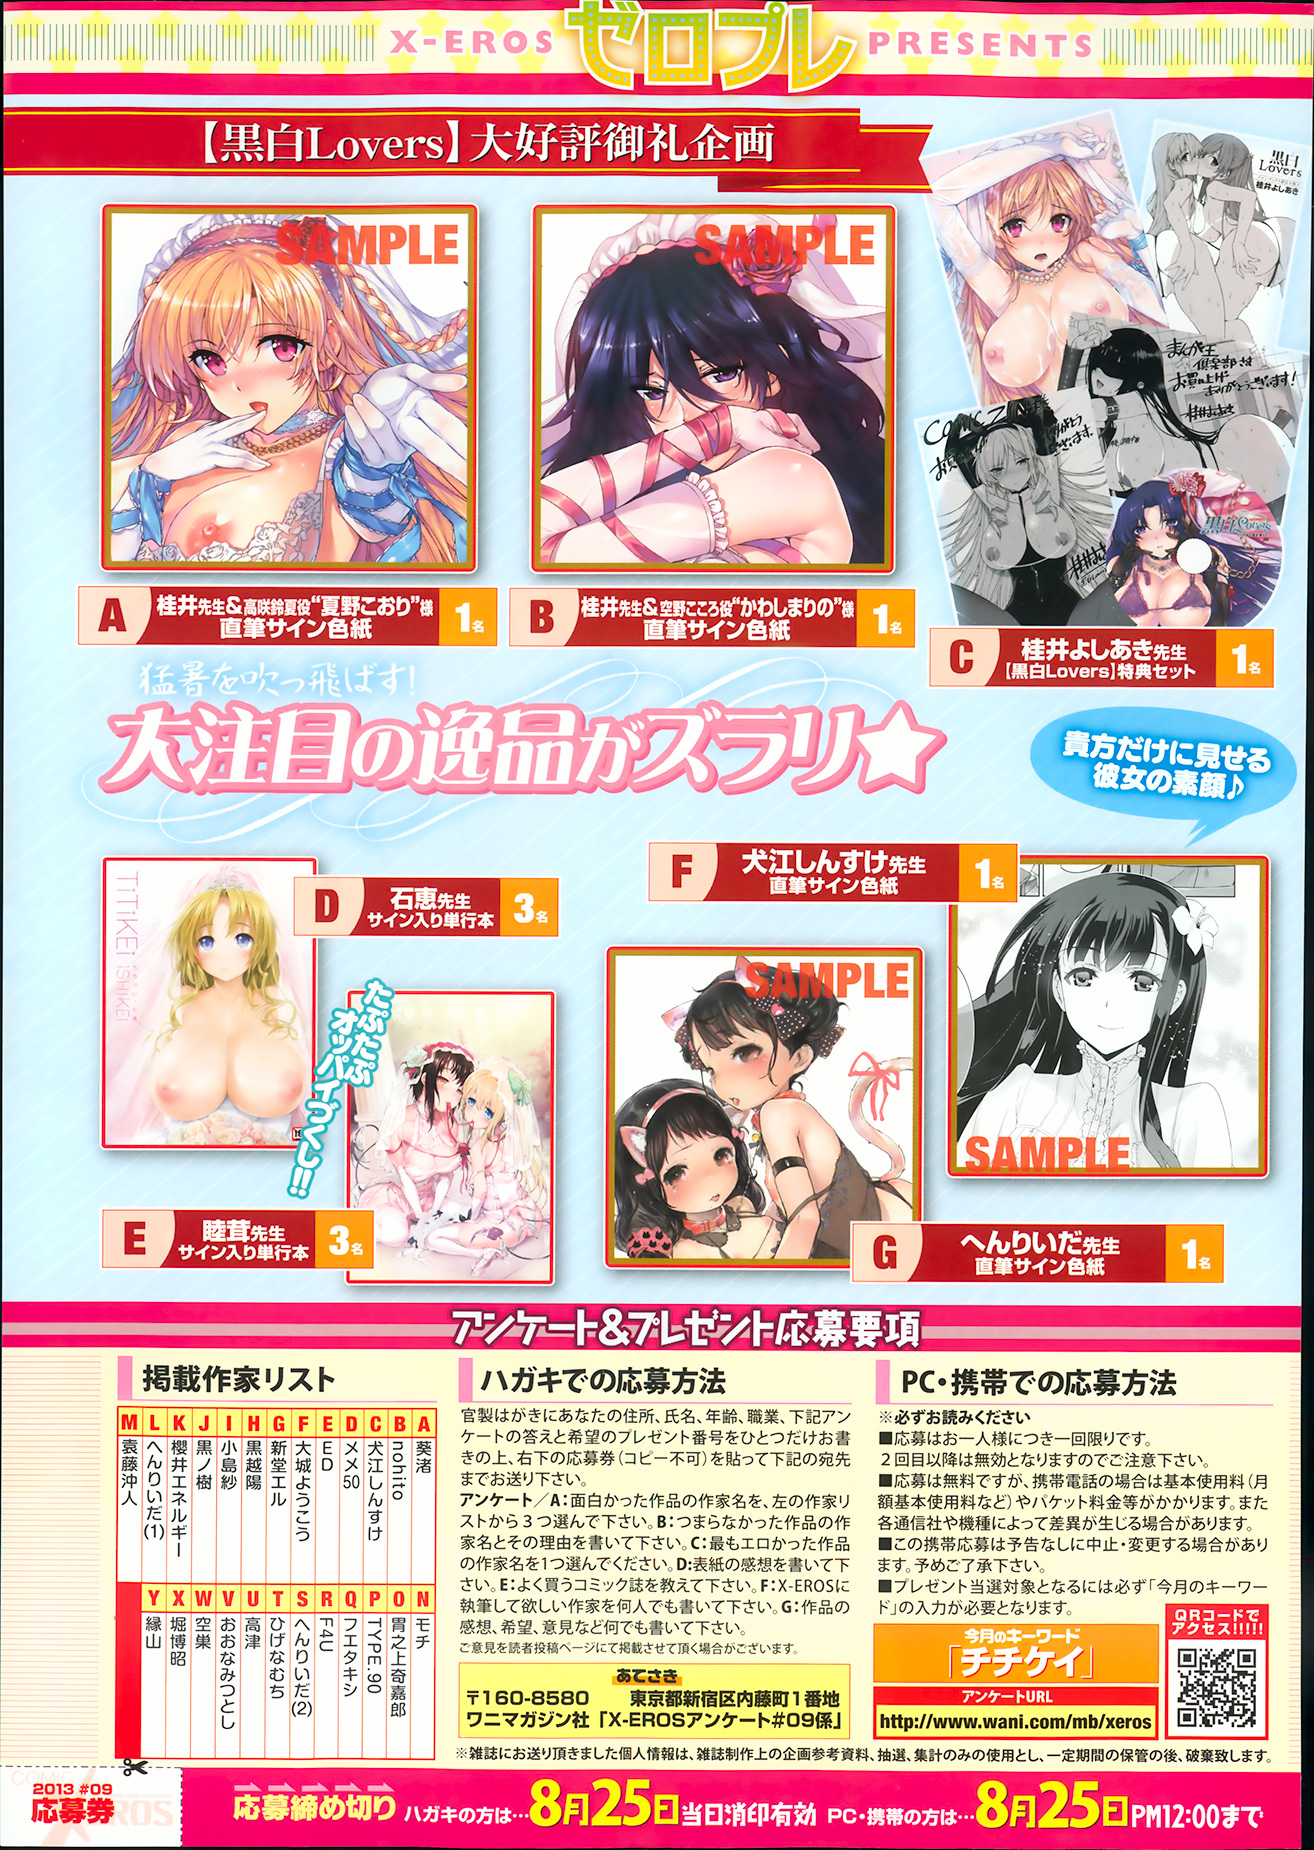 X-EROS ゼロプレ PRESENTS
【黒白Lovers】大好評御礼企画
SAMPLE
SAMPLE
黒白
Lovers
桂井よしあき
まんが王
倶楽部さま
お買い上げ
ありがとうございます!
COMIC Z
黒白Lovers
A 桂井先生&高咲鈴夏役“夏野こおり”様
直筆サイン色紙 1名
B 桂井先生&空野こころ役“かわしまりの”様
直筆サイン色紙 1名
C 桂井よしあき先生
【黒白Lovers】特典セット 1名
猛暑を吹っ飛ばす!
大注目の逸品がズラリ★
貴方だけに見せる
彼女の素顔♪
F 犬江しんすけ先生
直筆サイン色紙 1名
TiTiKEi iSHiKEi
D 石恵先生
サイン入り単行本 3名
SAMPLE
SAMPLE
たぷたぷ
オッパイづくし!!
E 睦茸先生
サイン入り単行本 3名
G へんりいだ先生
直筆サイン色紙 1名
アンケート&プレゼント応募要項
掲載作家リスト
A 葵渚
B nohito
C 犬江しんすけ
D メメ50
E ED
F 大城ようこう
G 新堂エル
H 黒越陽
I 小島紗
J 黒ノ樹
K 櫻井エネルギー
L へんりいだ(1)
M 袁藤沖人
N モチ
O 冑之上奇嘉郎
P TYPE.90
Q フエタキシ
R F4U
S へんりいだ(2)
T ひげなむち
U 高津
V おおなみつとし
W 空巣
X 堀博昭
Y 縁山
ハガキでの応募方法
官製はがきにあなたの住所、氏名、年齢、職業、下記アン
ケートの答えと希望のプレゼント番号をひとつだけお書
きの上、右下の応募券(コピー不可)を貼って下記の宛先
までお送り下さい。
アンケート/A:面白かった作品の作家名を、左の作家リ
ストから3つ選んで下さい。B:つまらなかった作品の作
家名とその理由を書いて下さい。C:最もエロかった作品
の作家名を1つ選んでください。D:表紙の感想を書いて下
さい。E:よく買うコミック誌を教えて下さい。F:X-EROSに
執筆して欲しい作家を何人でも書いて下さい。G:作品の
感想、希望、意見など何でも書いて下さい。
ご意見を読者投稿ページにて掲載させて頂く場合がございます。
あてさき
〒160-8580 東京都新宿区内藤町1番地
ワニマガジン社「X-EROSアンケート#09係」
PC・携帯での応募方法
※必ずお読みください
■応募はお一人様につき一回限りです。
2回目以降は無効となりますのでご注意下さい。
■応募は無料ですが、携帯電話の場合は基本使用料(月
額基本使用料など)やパケット料金等がかかります。また
各通信社や機種によって差異が生じる場合があります。
■この携帯応募は予告なしに中止・変更する場合があり
ます。予めご了承下さい。
■プレゼント当選対象となるには必ず「今月のキーワー
ド」の入力が必要となります。
今月のキーワード
「チチケイ」
アンケートURL
http://www.wani.com/mb/xeros
QRコードで
アクセス!!!!!
※雑誌にお送り頂きました個人情報は、雑誌制作上の企画参考資料、抽選、集計のみの使用とし、一定期間の保管の後、破棄致します。
2013 #09
応募券
応募締め切り ハガキの方は…8月25日当日消印有効 PC・携帯の方は…8月25日PM12:00まで